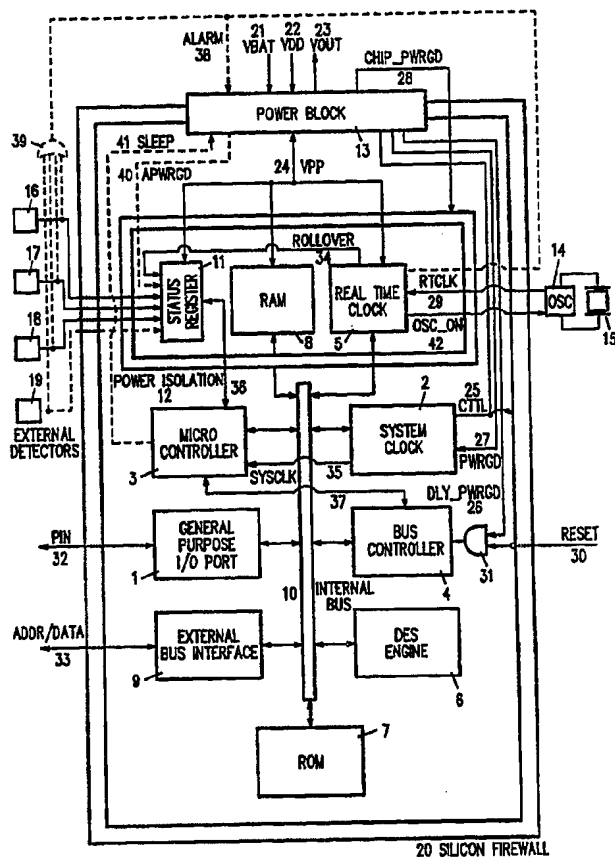 21 22 23
VBAT VDD VOUT
ALARM
38
CHIP_PWRGD
28
POWER BLOCK
13
39
41 SLEEP
40 APWRGD
24 VPP
16
17
18
19
EXTERNAL
DETECTORS
ROLLOVER
34
11
STATUS
REGISTER
RAM
8
REAL TIME
CLOCK
5
RTCLK
29
OSC_ON
42
14
OSC
15
POWER ISOLATION
12
36
MICRO
CONTROLLER
3
SYSCLK
35
2
SYSTEM
CLOCK
25
CTTL
27
PWRGD
37
DLY_PWRGD
26
PIN
32
GENERAL
PURPOSE
I/O PORT
1
BUS
CONTROLLER
4
31
RESET
30
10
INTERNAL
BUS
ADDR/DATA
33
EXTERNAL
BUS INTERFACE
9
DES
ENGINE
6
ROM
7
20 SILICON FIREWALL